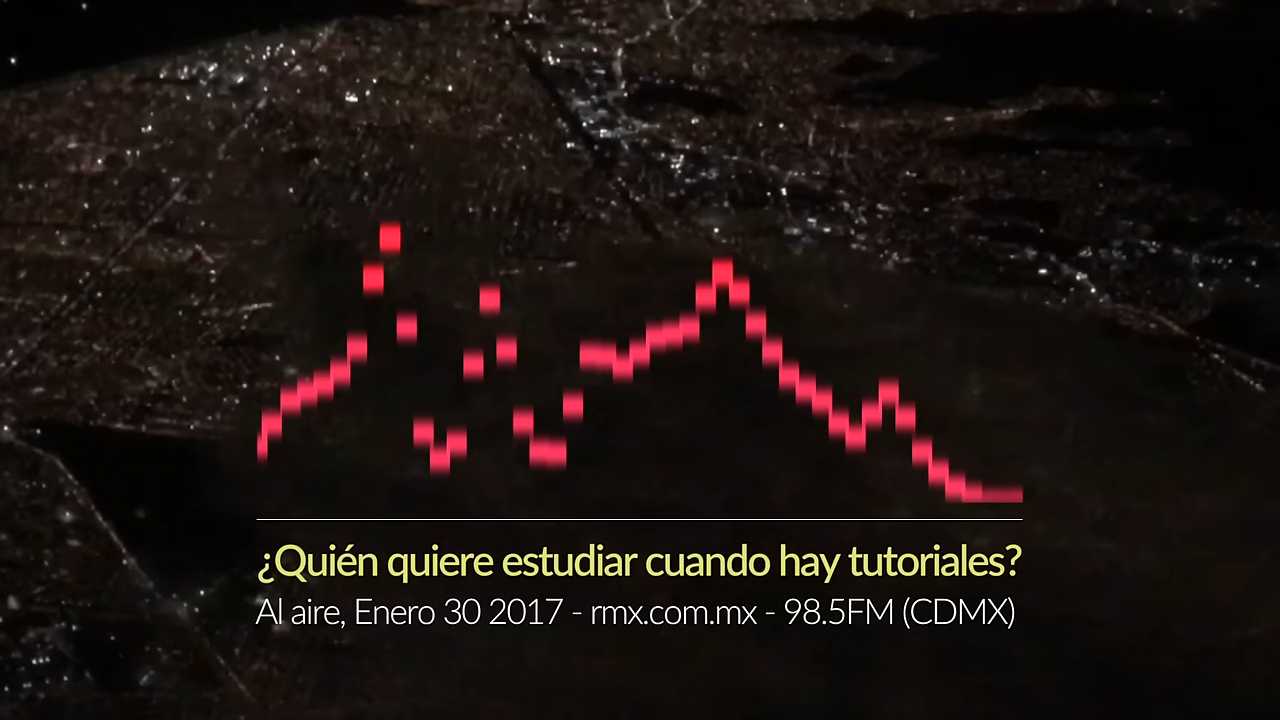 ¿Quién quiere estudiar cuando hay tutoriales?
Al aire, Enero 30 2017 - rmx.com.mx - 98.5FM (CDMX)